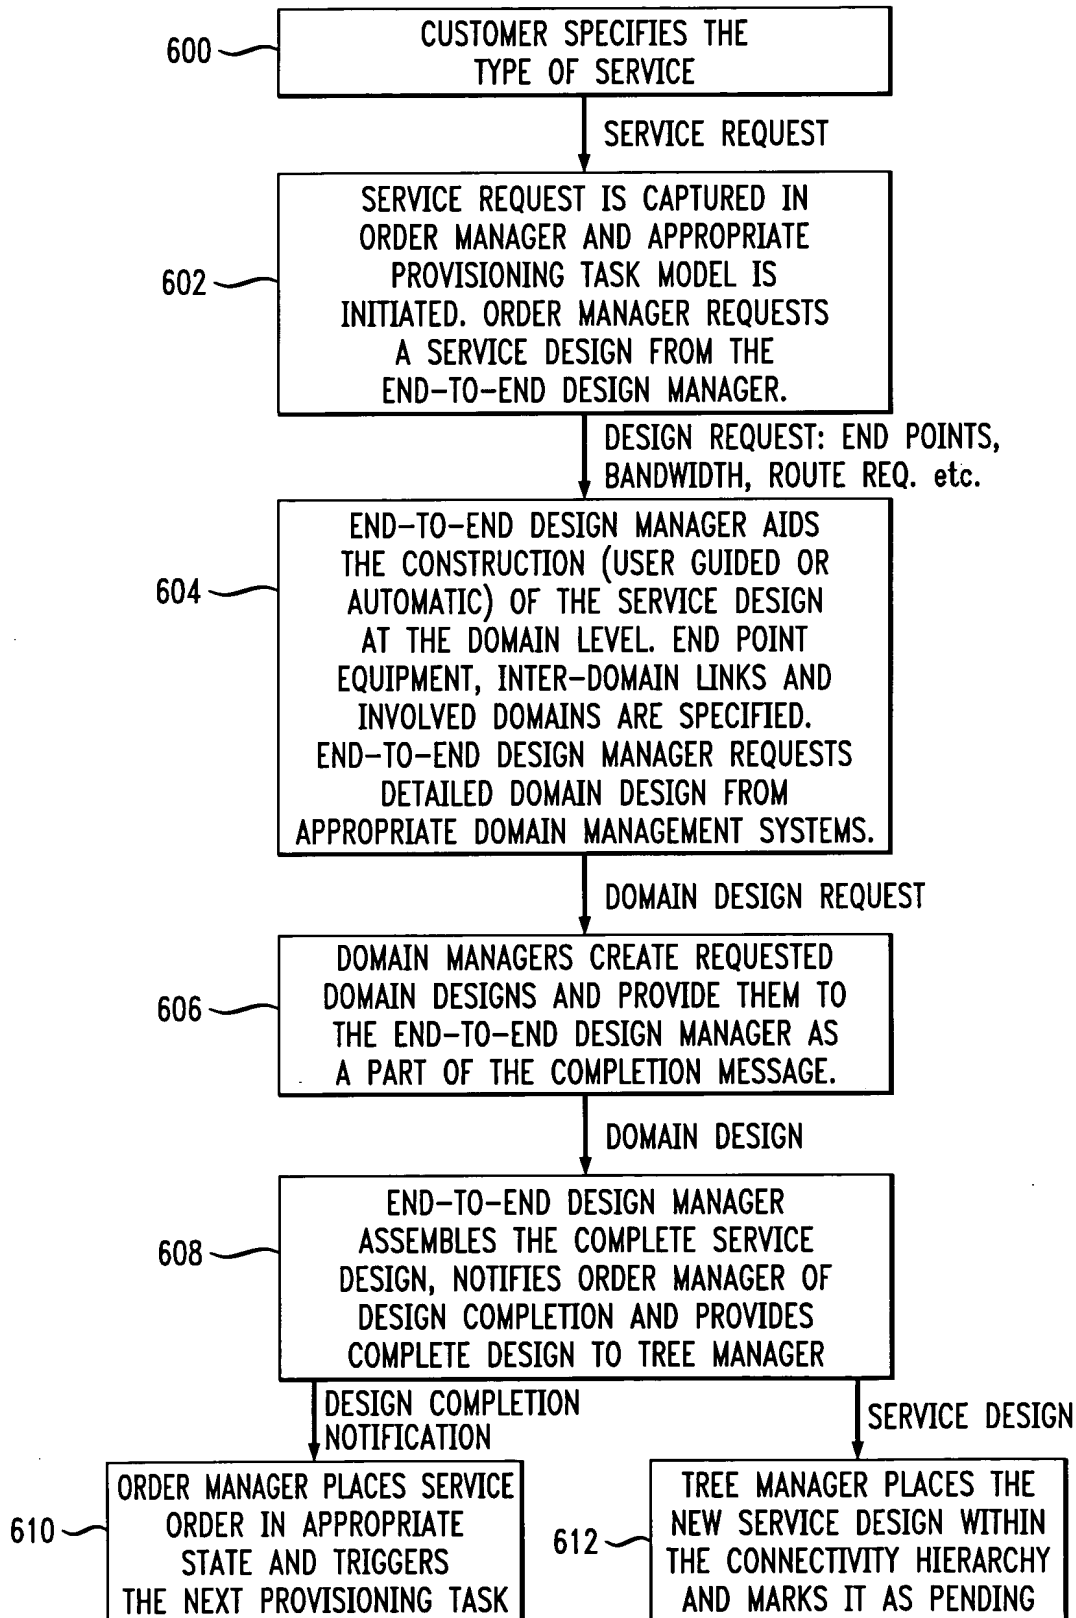 600
CUSTOMER SPECIFIES THE
TYPE OF SERVICE
SERVICE REQUEST
602
SERVICE REQUEST IS CAPTURED IN
ORDER MANAGER AND APPROPRIATE
PROVISIONING TASK MODEL IS
INITIATED. ORDER MANAGER REQUESTS
A SERVICE DESIGN FROM THE
END-TO-END DESIGN MANAGER.
DESIGN REQUEST: END POINTS,
BANDWIDTH, ROUTE REQ. etc.
604
END-TO-END DESIGN MANAGER AIDS
THE CONSTRUCTION (USER GUIDED OR
AUTOMATIC) OF THE SERVICE DESIGN
AT THE DOMAIN LEVEL. END POINT
EQUIPMENT, INTER-DOMAIN LINKS AND
INVOLVED DOMAINS ARE SPECIFIED.
END-TO-END DESIGN MANAGER REQUESTS
DETAILED DOMAIN DESIGN FROM
APPROPRIATE DOMAIN MANAGEMENT SYSTEMS.
DOMAIN DESIGN REQUEST
606
DOMAIN MANAGERS CREATE REQUESTED
DOMAIN DESIGNS AND PROVIDE THEM TO
THE END-TO-END DESIGN MANAGER AS
A PART OF THE COMPLETION MESSAGE.
DOMAIN DESIGN
608
END-TO-END DESIGN MANAGER
ASSEMBLES THE COMPLETE SERVICE
DESIGN, NOTIFIES ORDER MANAGER OF
DESIGN COMPLETION AND PROVIDES
COMPLETE DESIGN TO TREE MANAGER
DESIGN COMPLETION
NOTIFICATION
SERVICE DESIGN
610
ORDER MANAGER PLACES SERVICE
ORDER IN APPROPRIATE
STATE AND TRIGGERS
THE NEXT PROVISIONING TASK
612
TREE MANAGER PLACES THE
NEW SERVICE DESIGN WITHIN
THE CONNECTIVITY HIERARCHY
AND MARKS IT AS PENDING